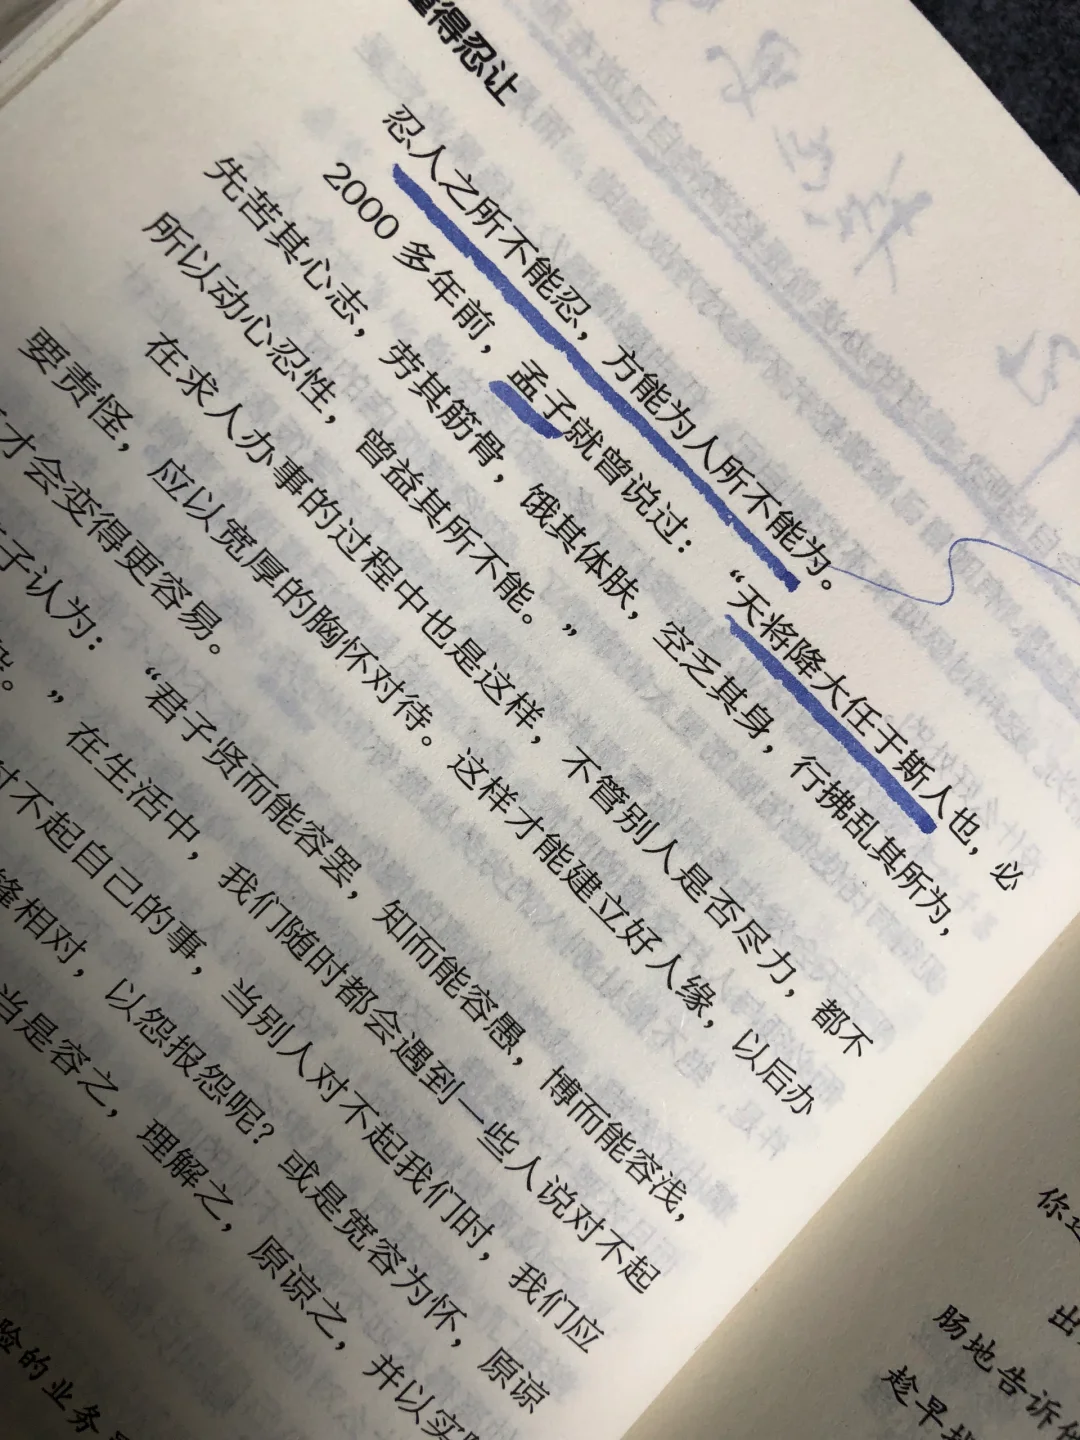 懂得忍让
忍人之所不能忍，方能为人所不能为。
2000 多年前，孟子就曾说过：“天将降大任于斯人也，必
先苦其心志，劳其筋骨，饿其体肤，空乏其身，行拂乱其所为，
所以动心忍性，曾益其所不能。”
在求人办事的过程中也是这样，不管别人是否尽力，都不
要责怪，应以宽厚的胸怀对待。这样才能建立好人缘，以后办
才会变得更容易。
子认为：“君子贤而能容罢，知而能容愚，博而能容浅，
”在生活中，我们随时都会遇到一些人说对不起
对不起自己的事，当别人对不起我们时，我们应
锋相对，以怨报怨呢？或是宽容为怀，原谅
当是容之，理解之，原谅之，并以实
险的业务
你
出
肠地告诉
趁早